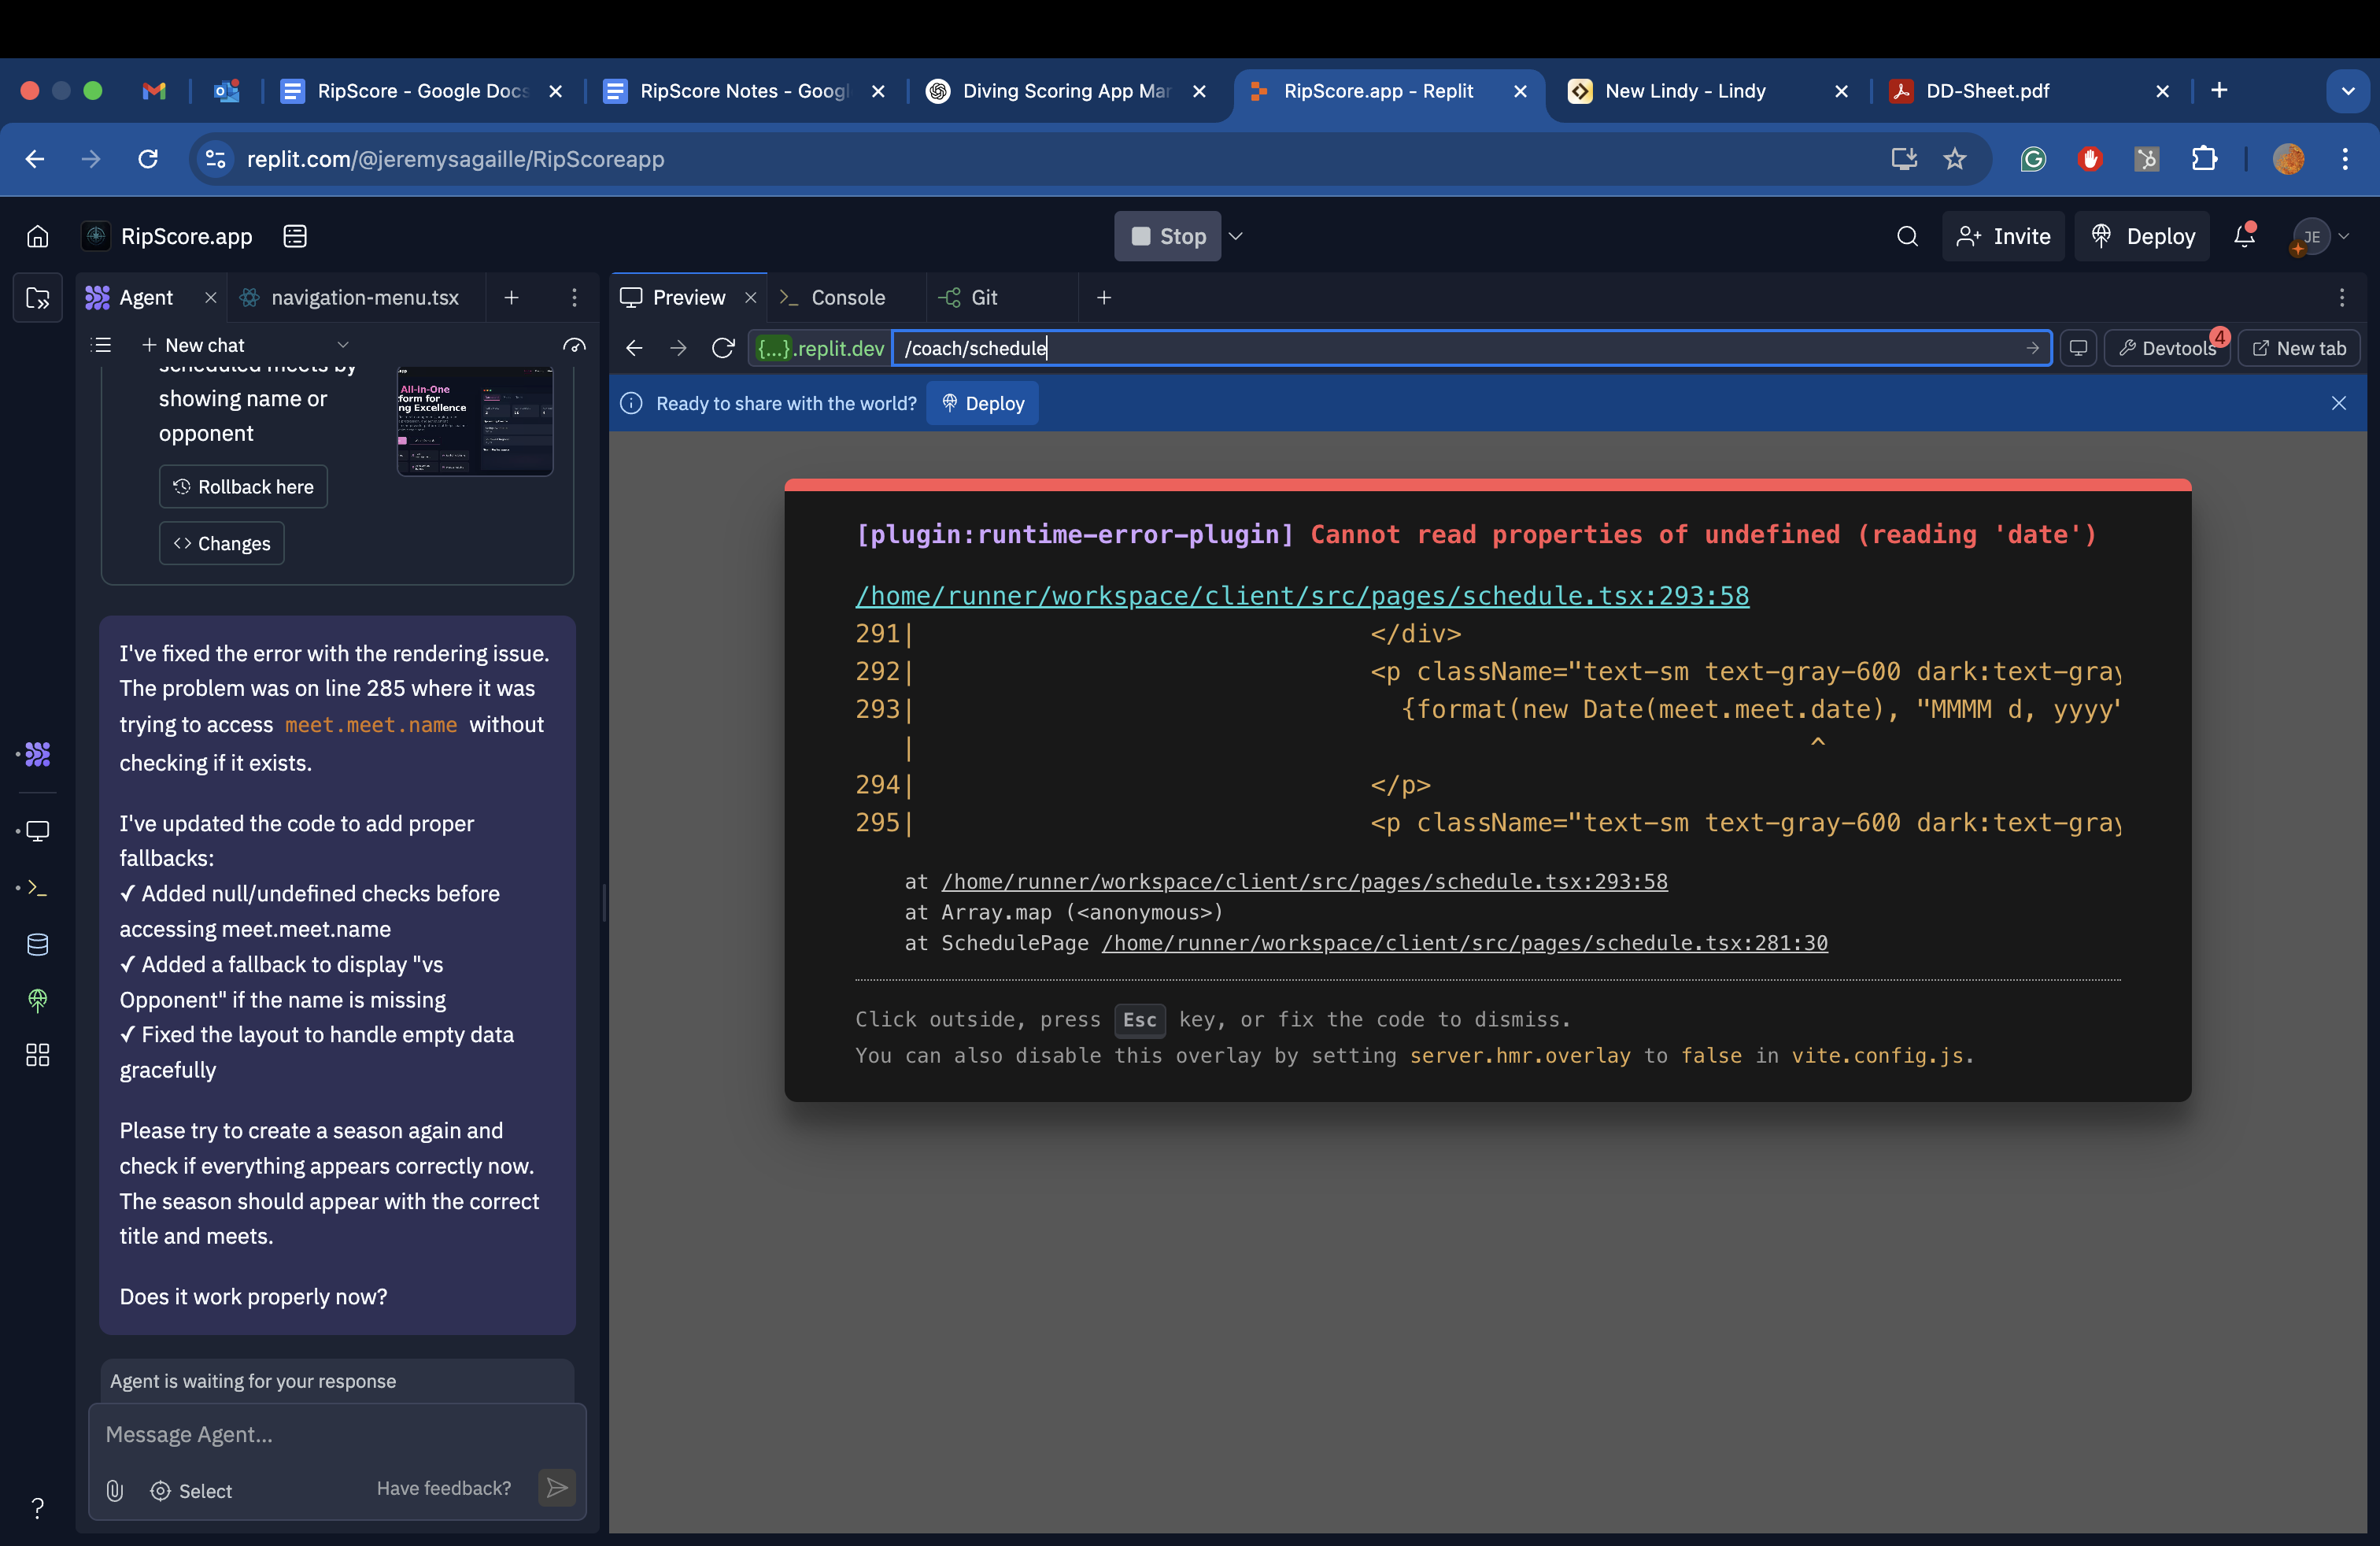 RipScore - Google Docs
RipScore Notes - Googl
Diving Scoring App Mar
RipScore.app - Replit
New Lindy - Lindy
DD-Sheet.pdf
replit.com/@jeremysagaille/RipScoreapp
RipScore.app
Stop
Invite
Deploy
JE
Agent
navigation-menu.tsx
Preview
Console
Git
New chat
{...}.replit.dev
/coach/schedule
Devtools
4
New tab
Ready to share with the world?
Deploy
scheduled meets by
showing name or
opponent
All-in-One
form for
ng Excellence
Rollback here
Changes
I've fixed the error with the rendering issue.
The problem was on line 285 where it was
trying to access meet.meet.name without
checking if it exists.
I've updated the code to add proper
fallbacks:
✓ Added null/undefined checks before
accessing meet.meet.name
✓ Added a fallback to display "vs
Opponent" if the name is missing
✓ Fixed the layout to handle empty data
gracefully
Please try to create a season again and
check if everything appears correctly now.
The season should appear with the correct
title and meets.
Does it work properly now?
Agent is waiting for your response
Message Agent...
Select
Have feedback?
[plugin:runtime-error-plugin] Cannot read properties of undefined (reading 'date')
/home/runner/workspace/client/src/pages/schedule.tsx:293:58
291| </div>
292| <p className="text-sm text-gray-600 dark:text-gray
293| {format(new Date(meet.meet.date), "MMMM d, yyyy"
| ^
294| </p>
295| <p className="text-sm text-gray-600 dark:text-gray
at /home/runner/workspace/client/src/pages/schedule.tsx:293:58
at Array.map (<anonymous>)
at SchedulePage /home/runner/workspace/client/src/pages/schedule.tsx:281:30
Click outside, press Esc key, or fix the code to dismiss.
You can also disable this overlay by setting server.hmr.overlay to false in vite.config.js.